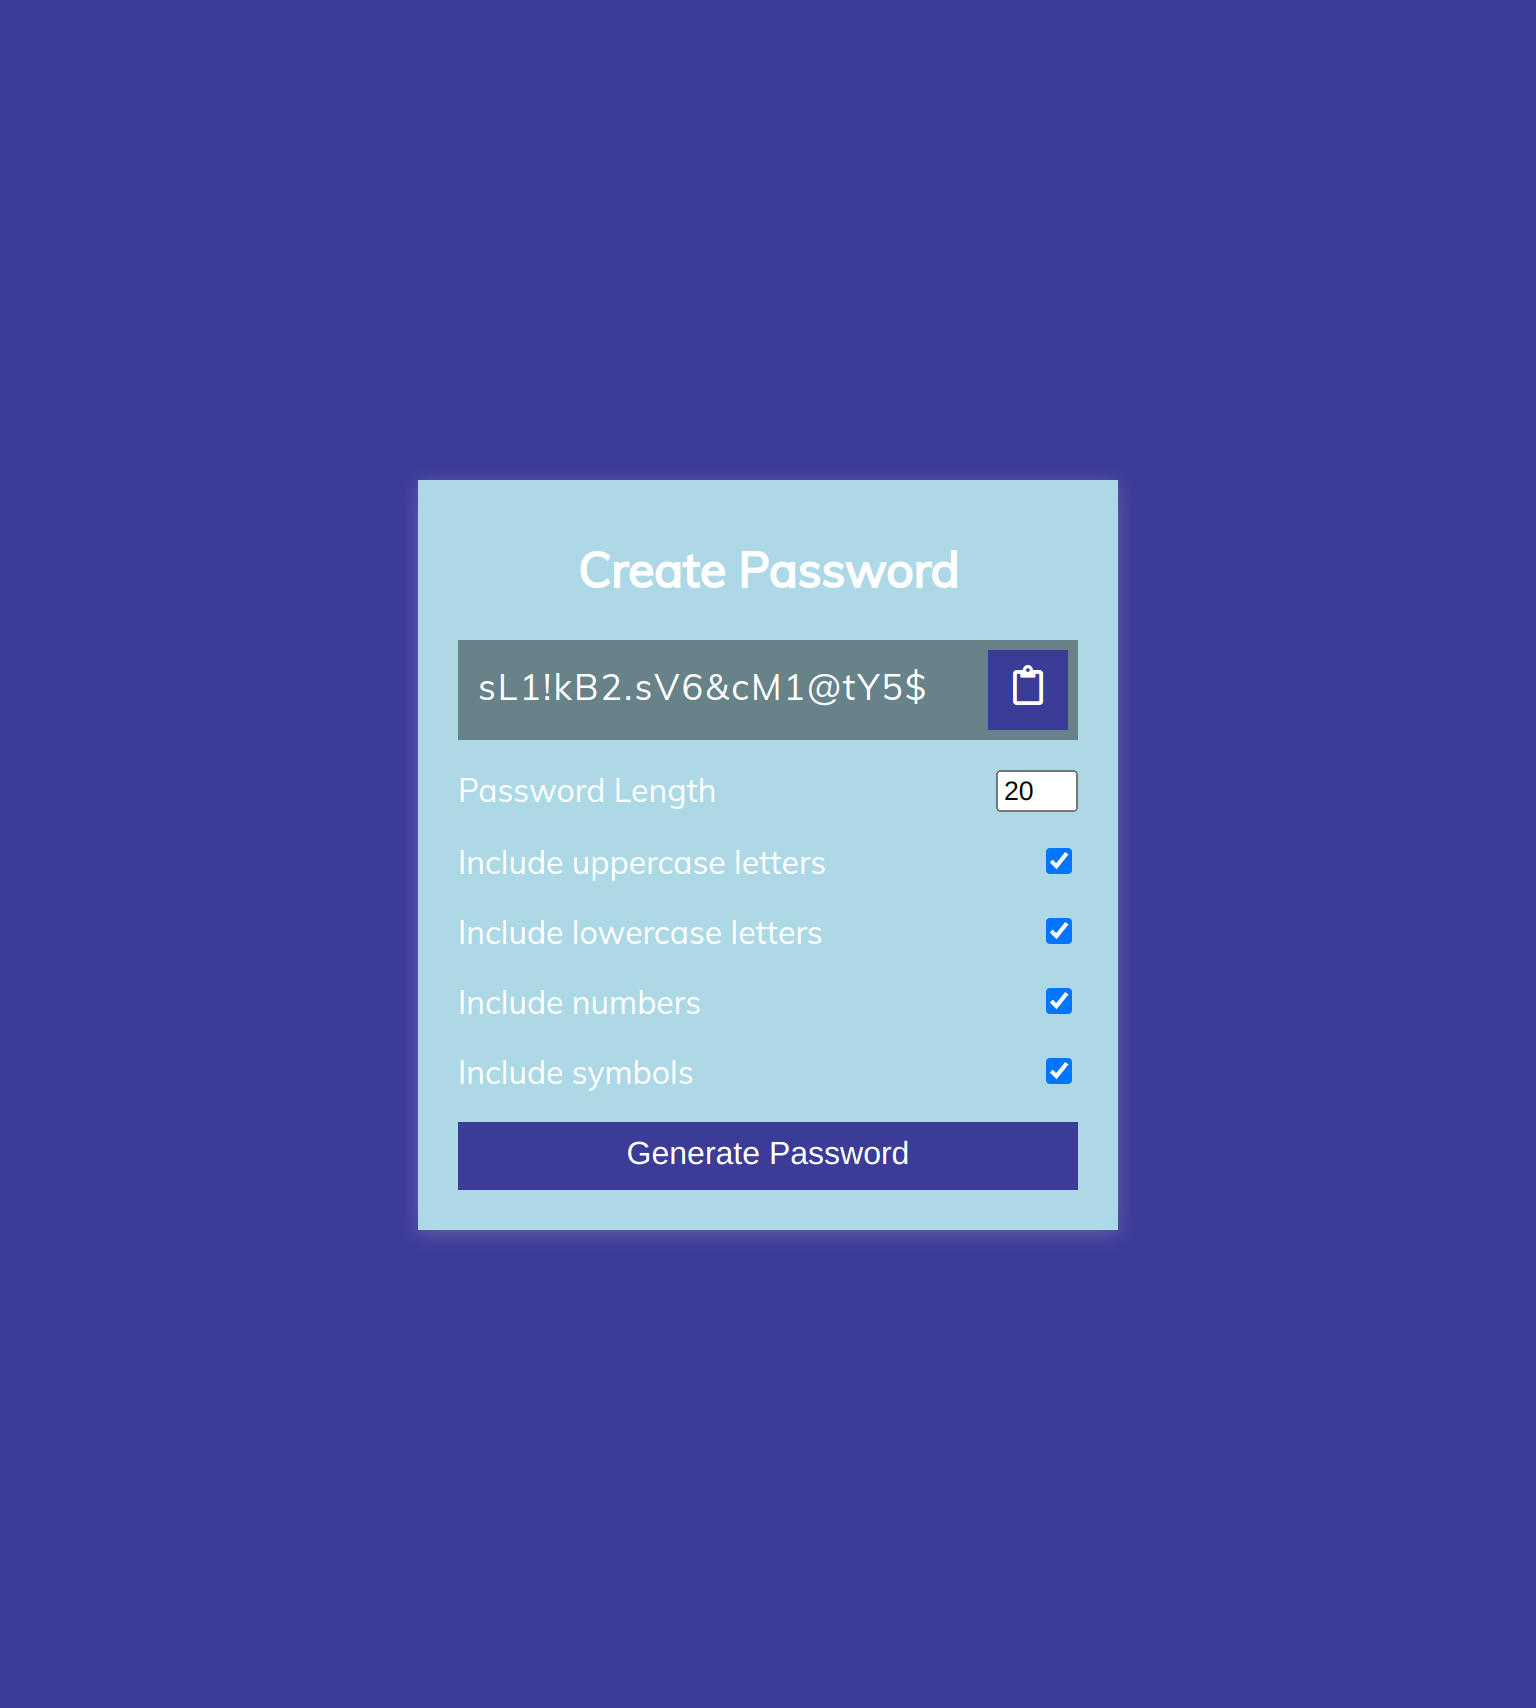 Create Password
sL1!kB2.sV6&cM1@tY5$
Password Length 20
Include uppercase letters
Include lowercase letters
Include numbers
Include symbols
Generate Password